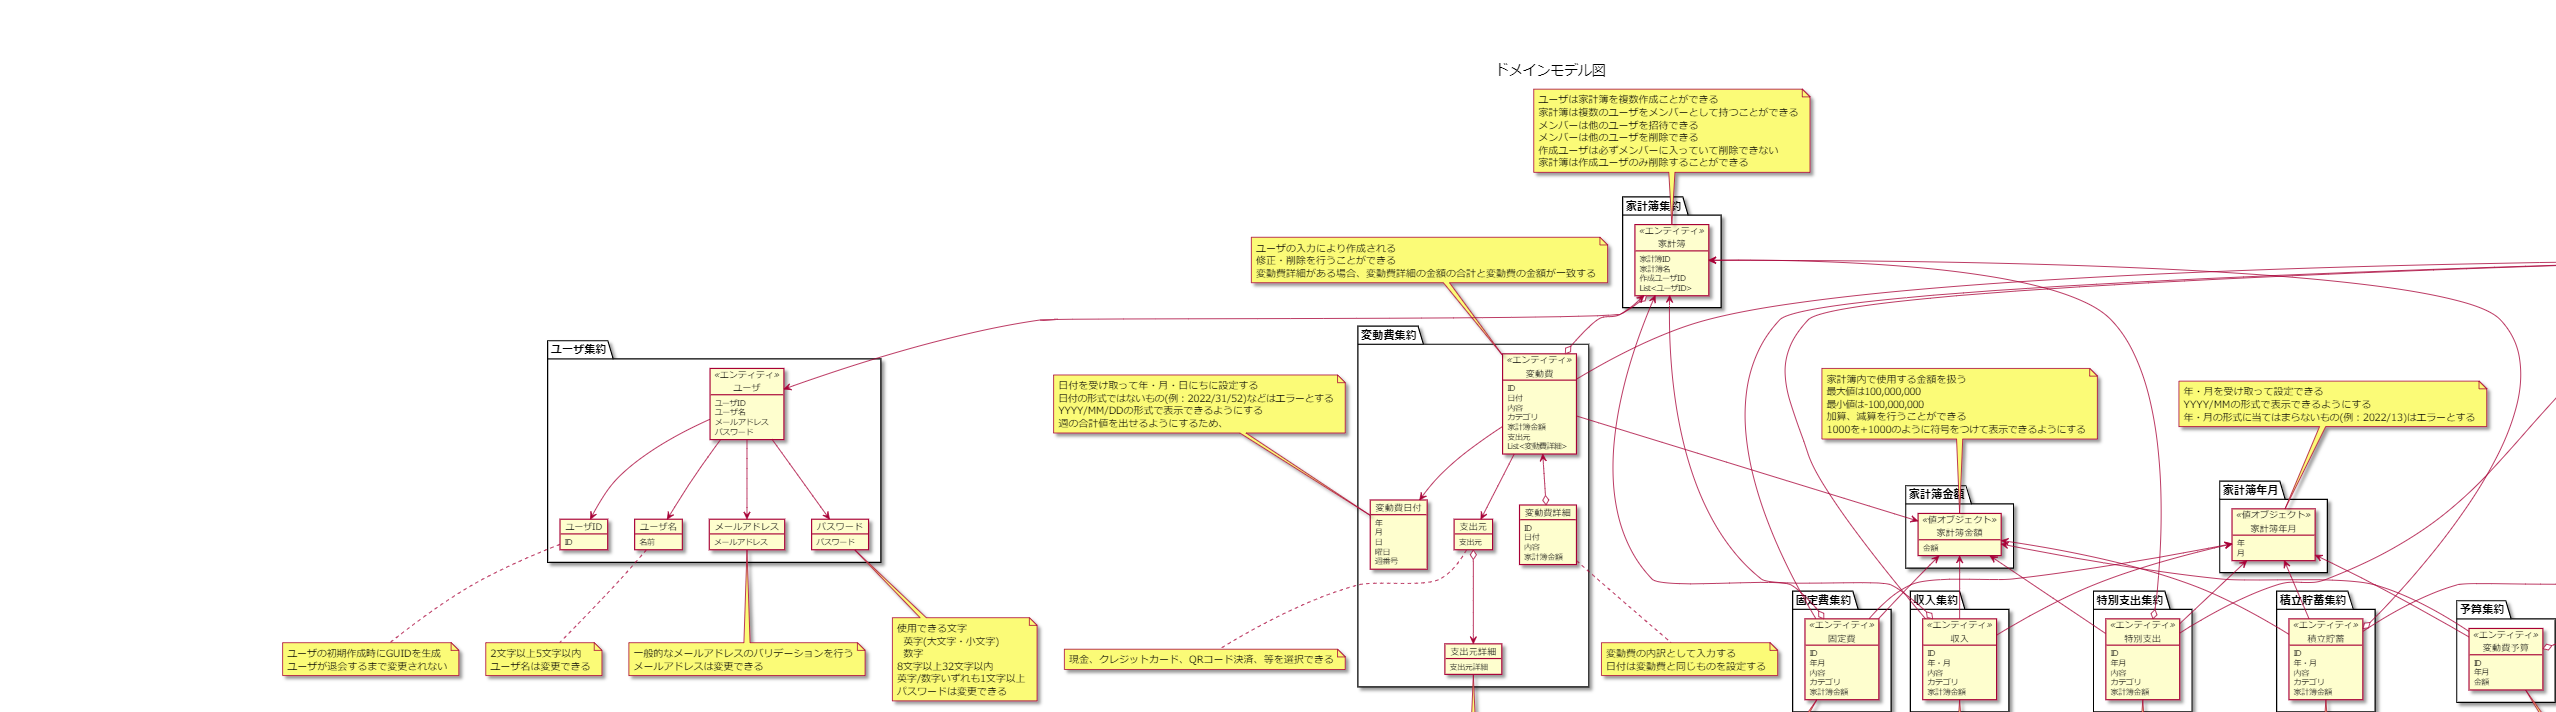 ドメインモデル図
ユーザは家計簿を複数作成ことができる
家計簿は複数のユーザをメンバーとして持つことができる
メンバーは他のユーザを招待できる
メンバーは他のユーザを削除できる
作成ユーザは必ずメンバーに入っていて削除できない
家計簿は作成ユーザのみ削除することができる
家計簿集約
«エンティティ»
家計簿
家計簿ID
家計簿名
作成ユーザID
List<ユーザID>
ユーザの入力により作成される
修正・削除を行うことができる
変動費詳細がある場合、変動費詳細の金額の合計と変動費の金額が一致する
ユーザ集約
«エンティティ»
ユーザ
ユーザID
ユーザ名
メールアドレス
パスワード
ユーザID
ID
ユーザ名
名前
メールアドレス
メールアドレス
パスワード
パスワード
ユーザの初期作成時にGUIDを生成
ユーザが退会するまで変更されない
2文字以上5文字以内
ユーザ名は変更できる
一般的なメールアドレスのバリデーションを行う
メールアドレスは変更できる
使用できる文字
英字(大文字・小文字)
数字
8文字以上32文字以内
英字/数字いずれも1文字以上
パスワードは変更できる
日付を受け取って年・月・日にちに設定する
日付の形式ではないもの(例：2022/31/52)などはエラーとする
YYYY/MM/DDの形式で表示できるようにする
週の合計値を出せるようにするため、
変動費集約
«エンティティ»
変動費
ID
日付
内容
カテゴリ
家計簿金額
支出元
List<変動費詳細>
変動費日付
年
月
日
曜日
週番号
支出元
支出元
変動費詳細
ID
日付
内容
家計簿金額
支出元詳細
支出元詳細
現金、クレジットカード、QRコード決済、等を選択できる
変動費の内訳として入力する
日付は変動費と同じものを設定する
家計簿内で使用する金額を扱う
最大値は100,000,000
最小値は-100,000,000
加算、減算を行うことができる
1000を+1000のように符号をつけて表示できるようにする
家計簿金額
«値オブジェクト»
家計簿金額
金額
年・月を受け取って設定できる
YYYY/MMの形式で表示できるようにする
年・月の形式に当てはまらないもの(例：2022/13)はエラーとする
家計簿年月
«値オブジェクト»
家計簿年月
年
月
固定費集約
«エンティティ»
固定費
ID
年月
内容
カテゴリ
家計簿金額
収入集約
«エンティティ»
収入
ID
年・月
内容
カテゴリ
家計簿金額
特別支出集約
«エンティティ»
特別支出
ID
年月
内容
カテゴリ
家計簿金額
積立貯蓄集約
«エンティティ»
積立貯蓄
ID
年・月
内容
カテゴリ
家計簿金額
予算集約
«エンティティ»
変動費予算
ID
年月
金額